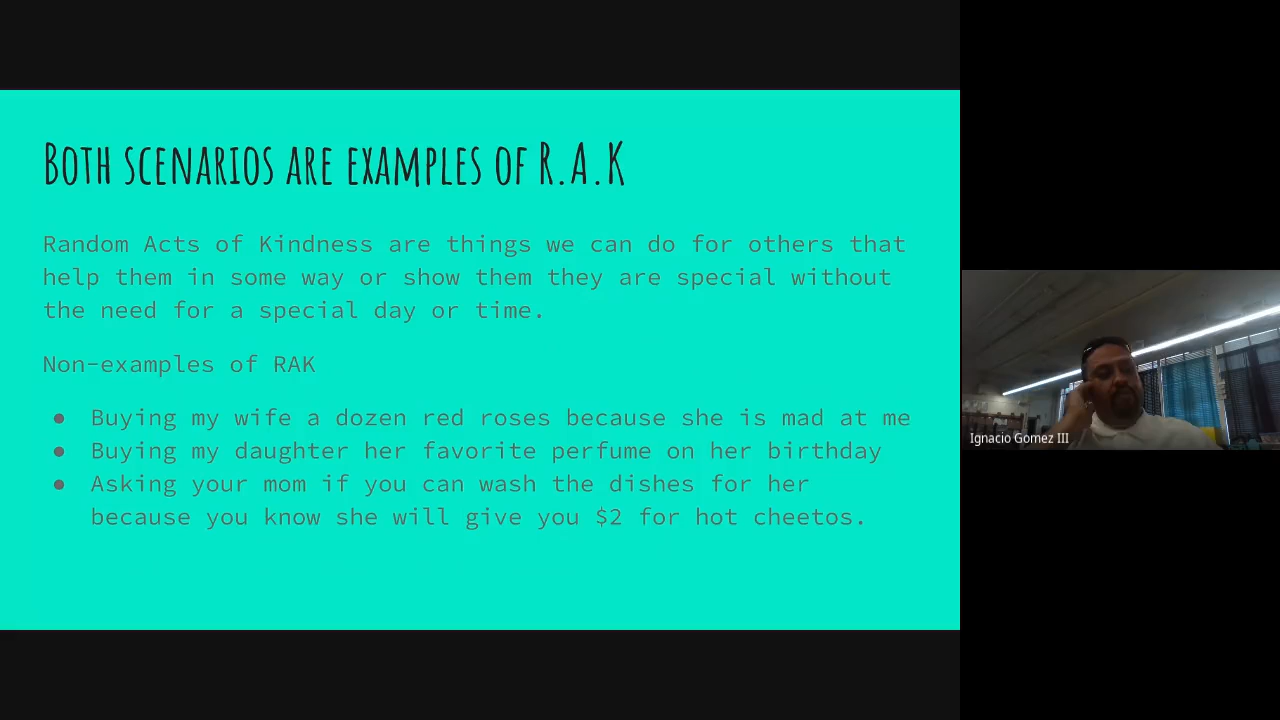 Both scenarios are examples of R.A.K
Random Acts of Kindness are things we can do for others that
help them in some way or show them they are special without
the need for a special day or time.
Non-examples of RAK
● Buying my wife a dozen red roses because she is mad at me
● Buying my daughter her favorite perfume on her birthday
● Asking your mom if you can wash the dishes for her
because you know she will give you $2 for hot cheetos.
Ignacio Gomez III